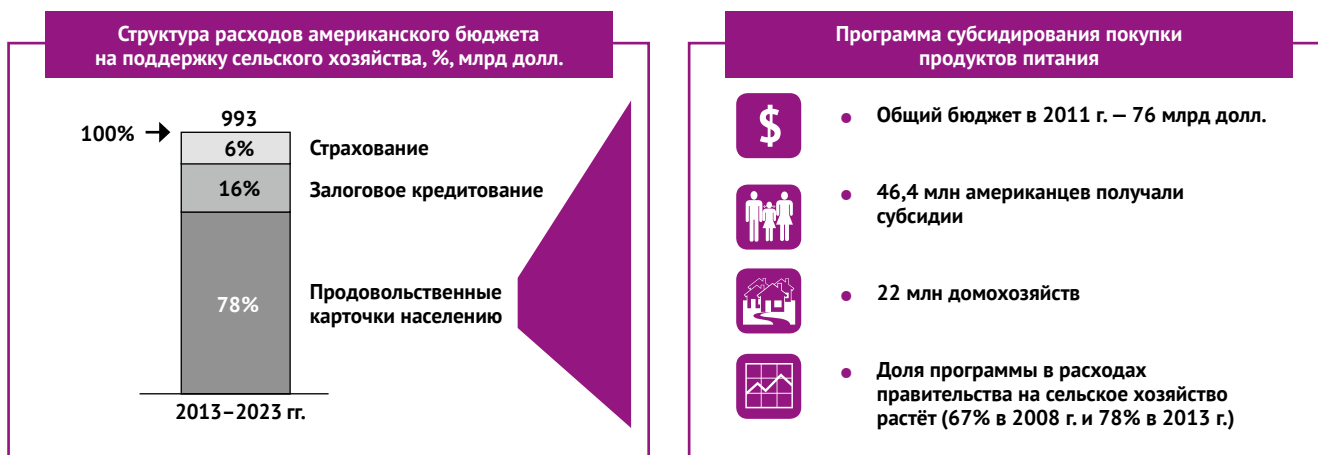 Структура расходов американского бюджета
на поддержку сельского хозяйства, %, млрд долл.
993
100%
6%
Страхование
16%
Залоговое кредитование
78%
Продовольственные
карточки населению
2013–2023 гг.
Программа субсидирования покупки
продуктов питания
$
• Общий бюджет в 2011 г. — 76 млрд долл.
• 46,4 млн американцев получали
субсидии
• 22 млн домохозяйств
• Доля программы в расходах
правительства на сельское хозяйство
растёт (67% в 2008 г. и 78% в 2013 г.)